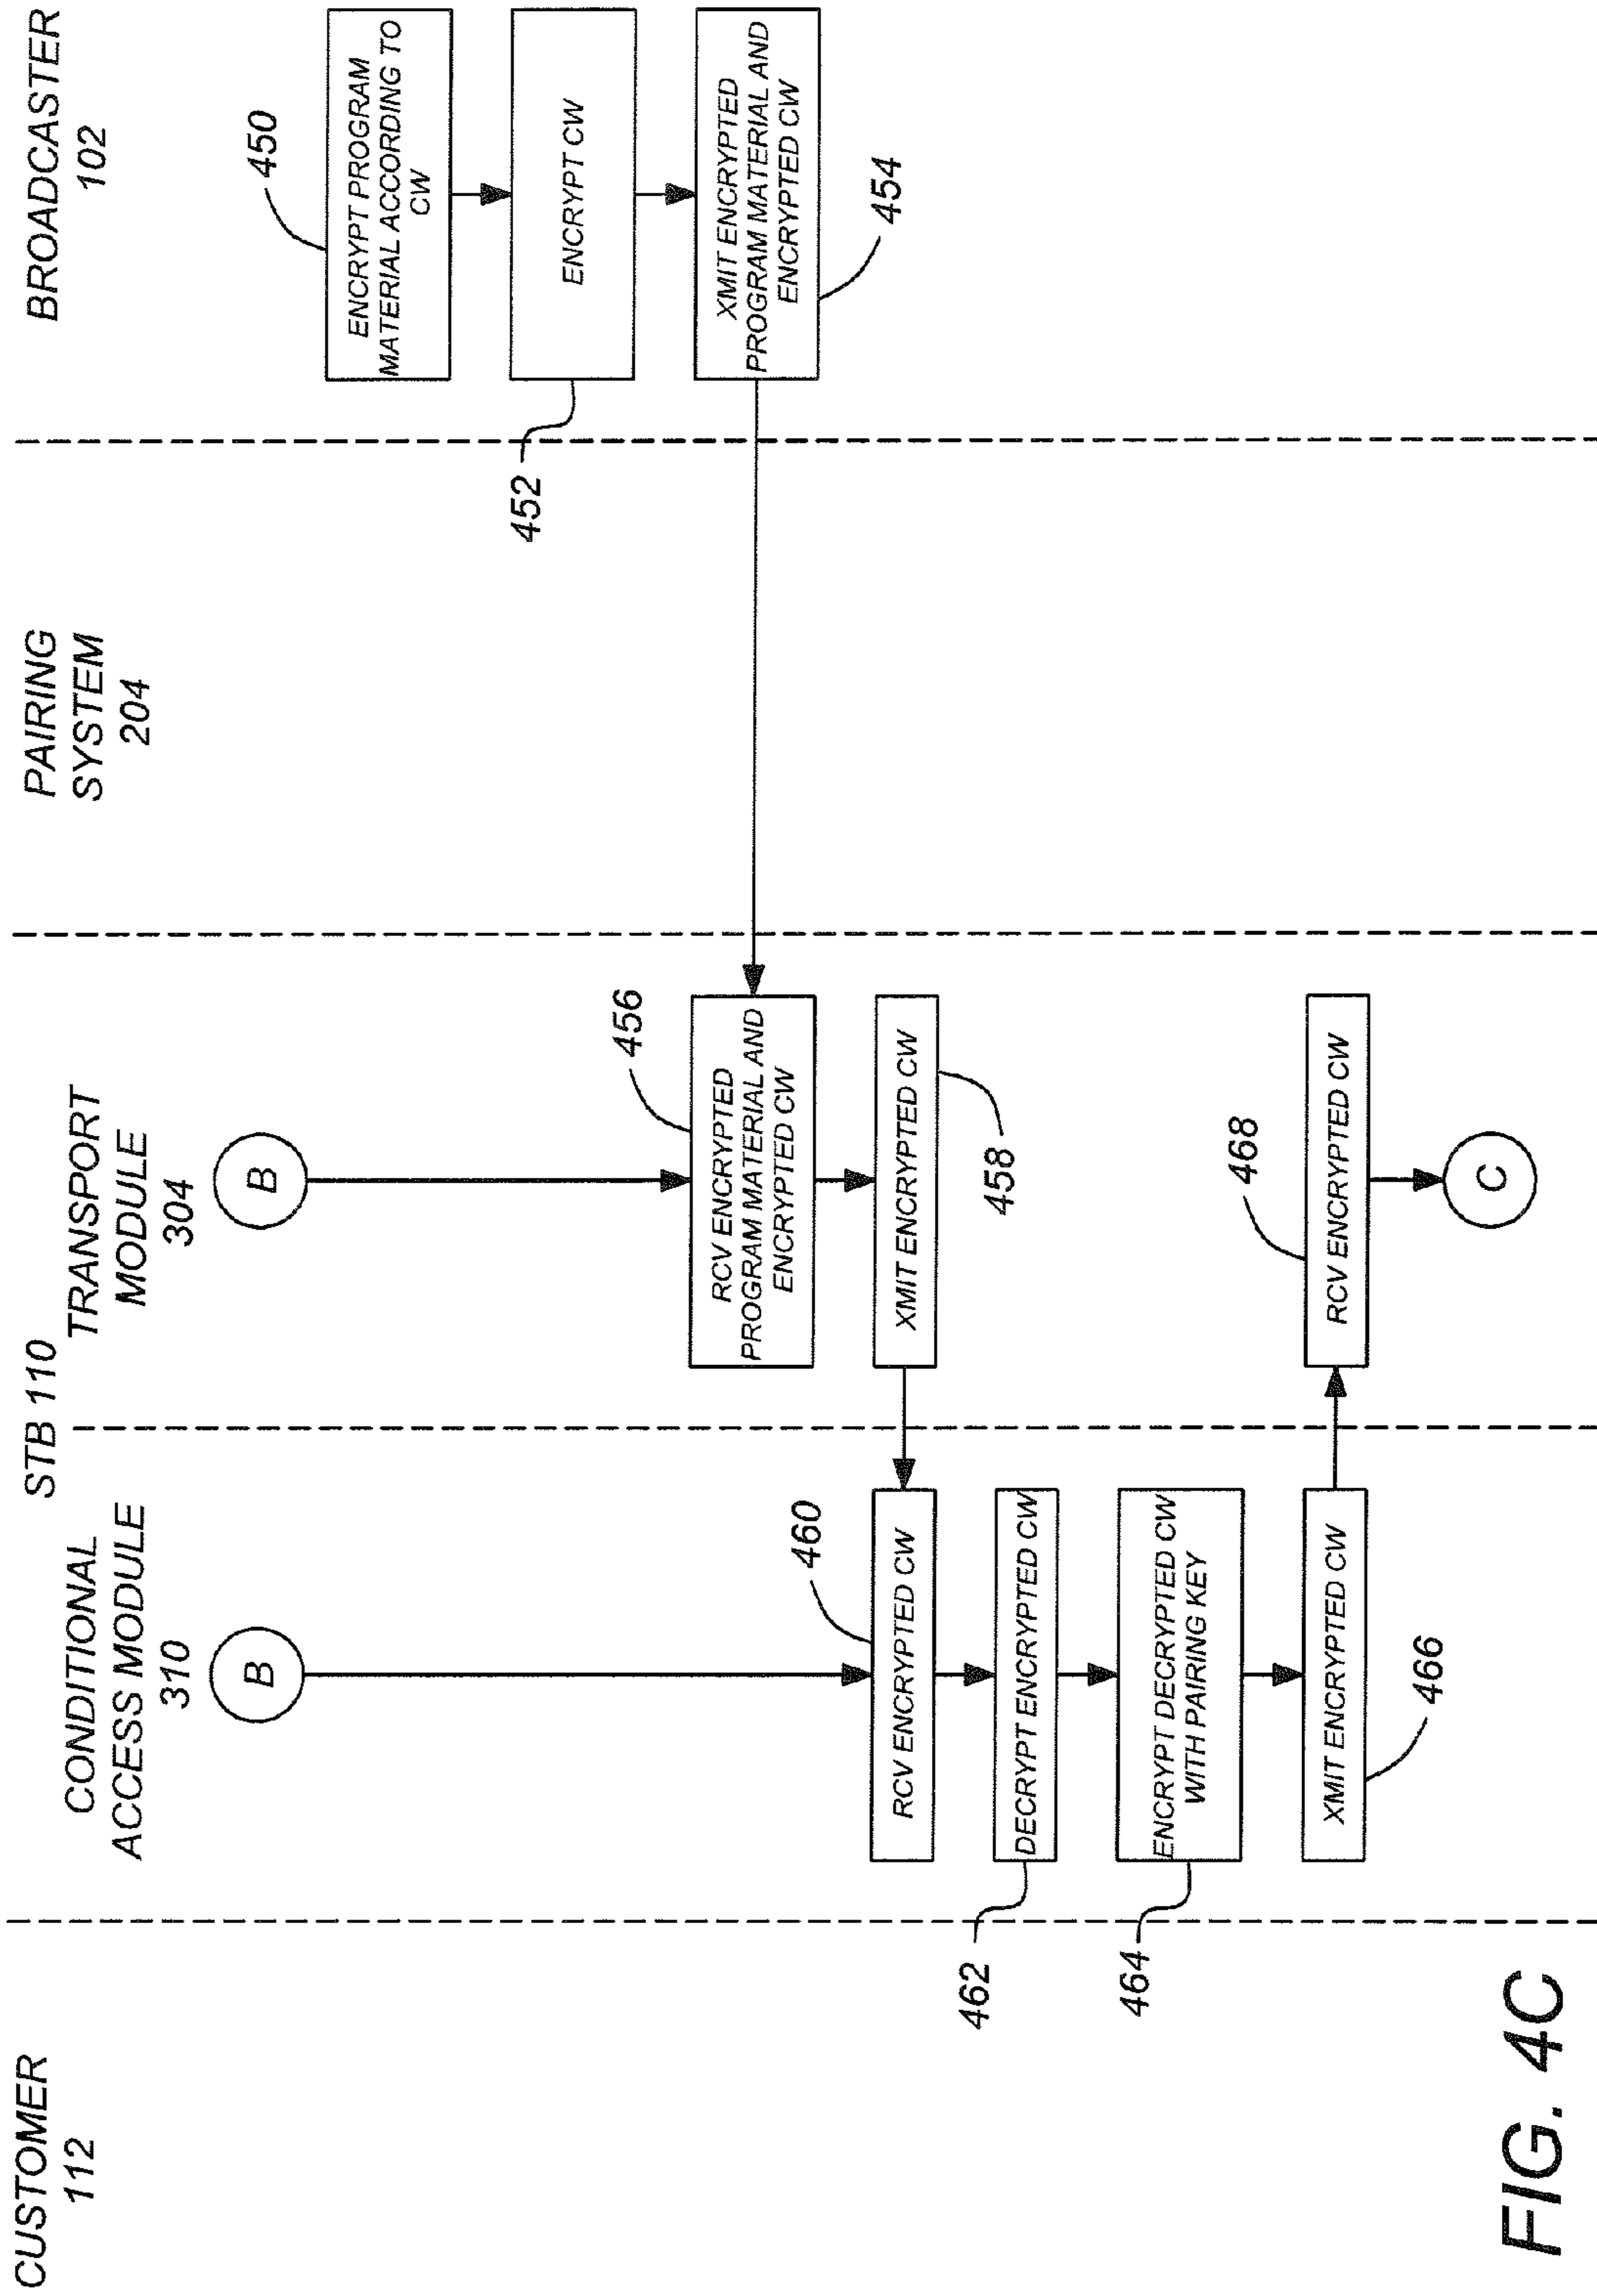 CUSTOMER
112
STB 110
CONDITIONAL
ACCESS MODULE
310
TRANSPORT
MODULE
304
PAIRING
SYSTEM
204
BROADCASTER
102
B
B
450
ENCRYPT PROGRAM
MATERIAL ACCORDING TO
CW
452
ENCRYPT CW
XMIT ENCRYPTED
PROGRAM MATERIAL AND
ENCRYPTED CW
454
456
RCV ENCRYPTED
PROGRAM MATERIAL AND
ENCRYPTED CW
XMIT ENCRYPTED CW
458
460
RCV ENCRYPTED CW
462
DECRYPT ENCRYPTED CW
464
ENCRYPT DECRYPTED CW
WITH PAIRING KEY
XMIT ENCRYPTED CW
466
468
RCV ENCRYPTED CW
C
FIG. 4C